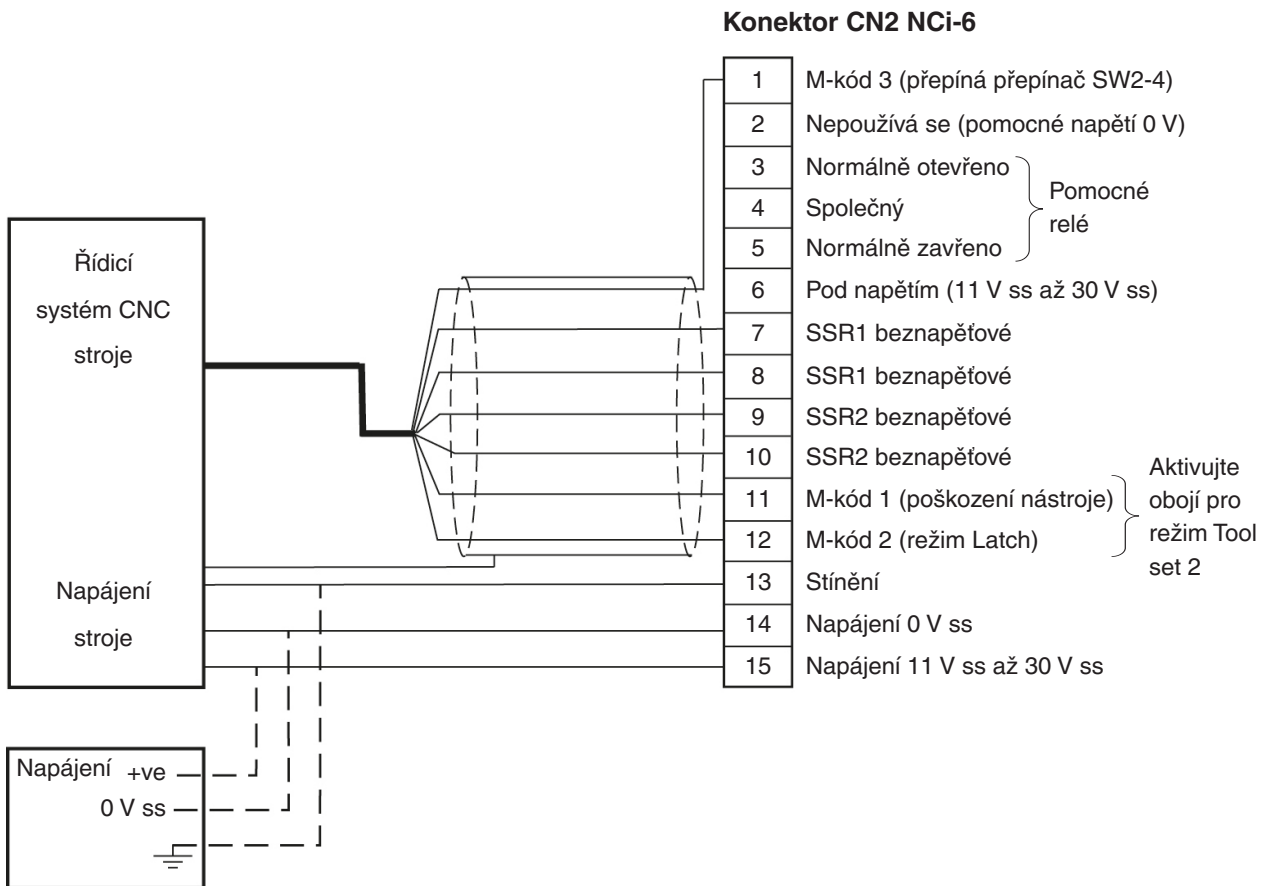 Konektor CN2 NCi-6
1 M-kód 3 (přepíná přepínač SW2-4)
2 Nepoužívá se (pomocné napětí 0 V)
3 Normálně otevřeno
4 Společný
5 Normálně zavřeno
Pomocné
relé
6 Pod napětím (11 V ss až 30 V ss)
7 SSR1 beznapěťové
8 SSR1 beznapěťové
9 SSR2 beznapěťové
10 SSR2 beznapěťové
11 M-kód 1 (poškození nástroje)
12 M-kód 2 (režim Latch)
Aktivujte
obojí pro
režim Tool
set 2
13 Stínění
14 Napájení 0 V ss
15 Napájení 11 V ss až 30 V ss
Řídicí
systém CNC
stroje
Napájení
stroje
Napájení +ve
0 V ss